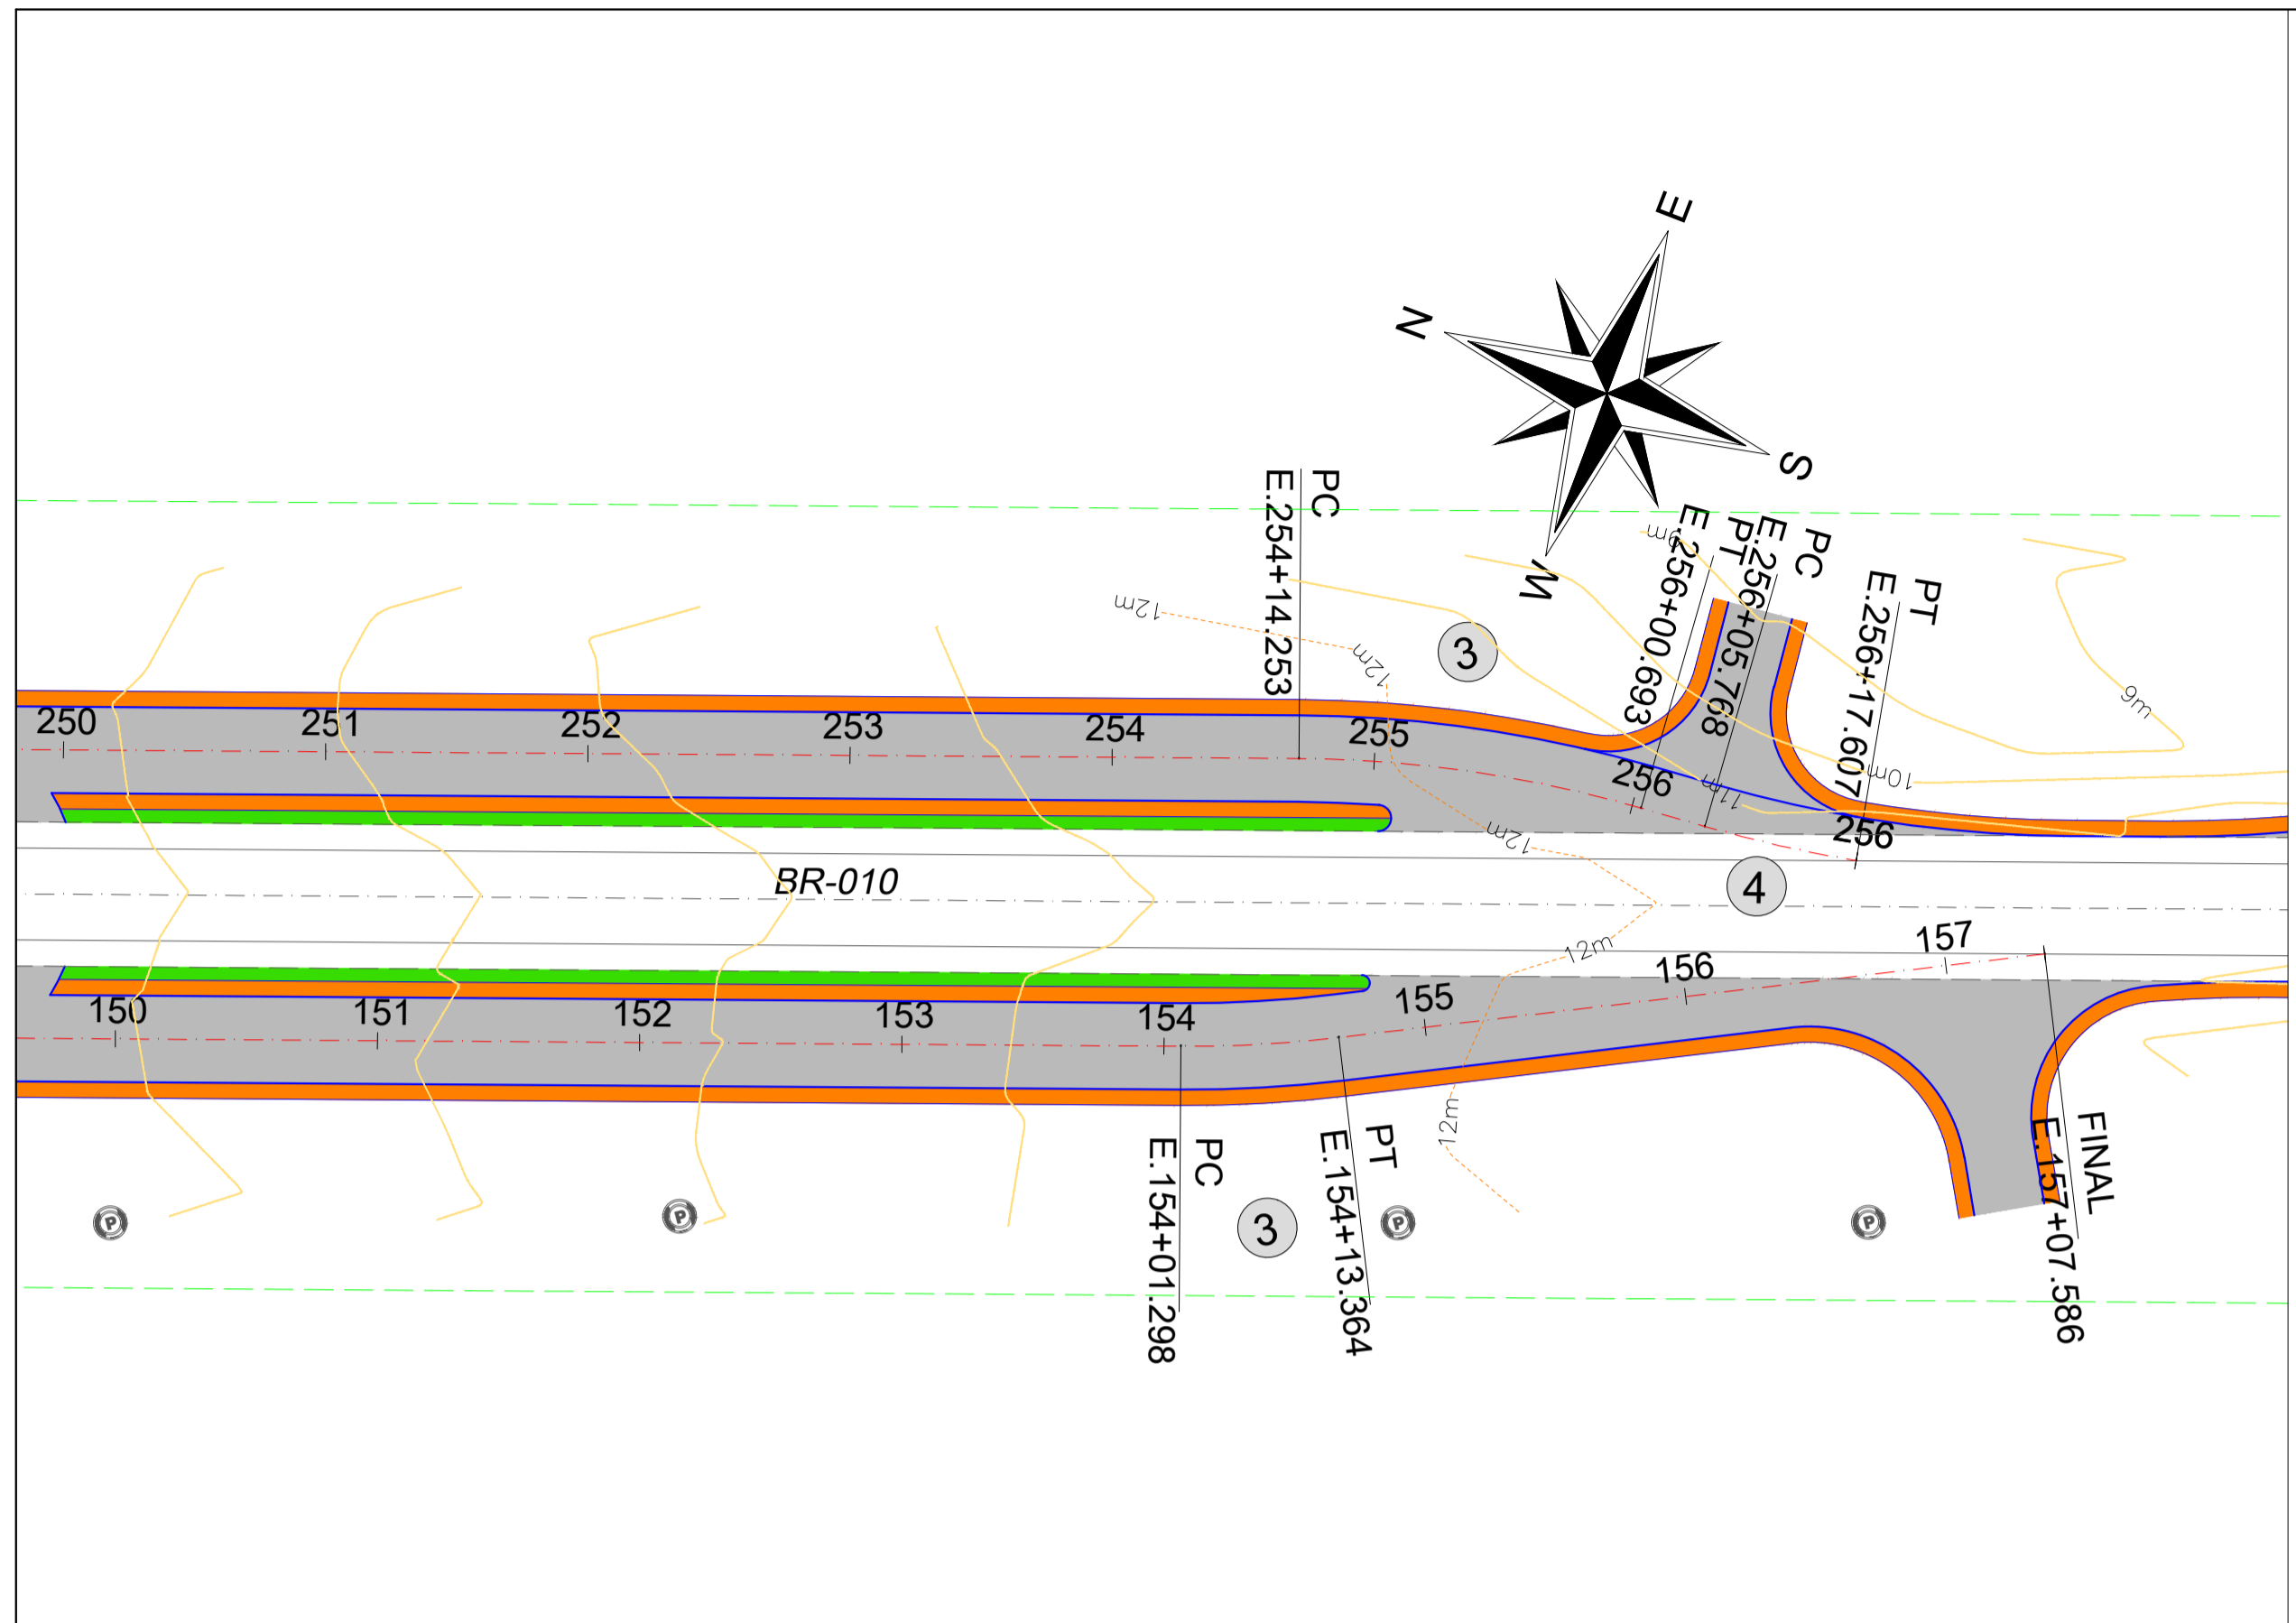 E
N
S
W
PC
E.254+14.253
PT
E.256+00.693
PC
E.256+05.768
PT
E.256+17.607
9m
12m
12m
3
9m
250
251
252
253
254
255
256
11m
10m
256
12m
BR-010
4
12m
157
156
155
150
151
152
153
154
12m
PC
E.154+01.298
PT
E.154+13.364
FINAL
E.157+07.586
P
P
3
P
P